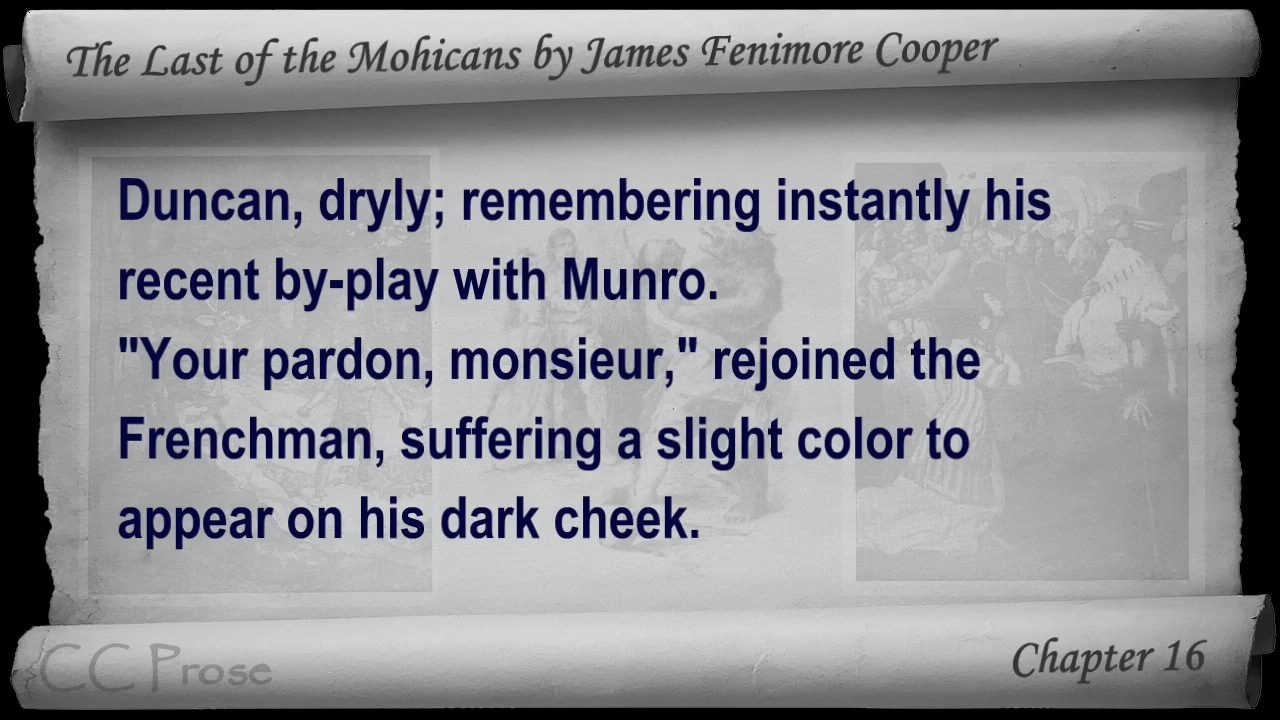 The Last of the Mohicans by James Fenimore Cooper
Duncan, dryly; remembering instantly his
recent by-play with Munro.
"Your pardon, monsieur," rejoined the
Frenchman, suffering a slight color to
appear on his dark cheek.
CC Prose
Chapter 16